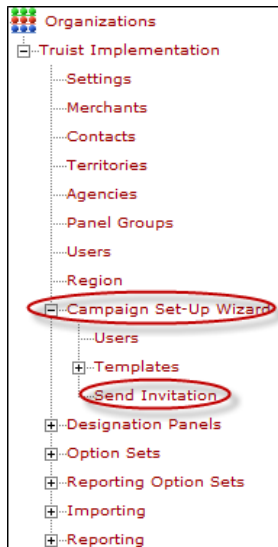 Organizations
Truist Implementation
Settings
Merchants
Contacts
Territories
Agencies
Panel Groups
Users
Region
Campaign Set-Up Wizard
Users
Templates
Send Invitation
Designation Panels
Option Sets
Reporting Option Sets
Importing
Reporting